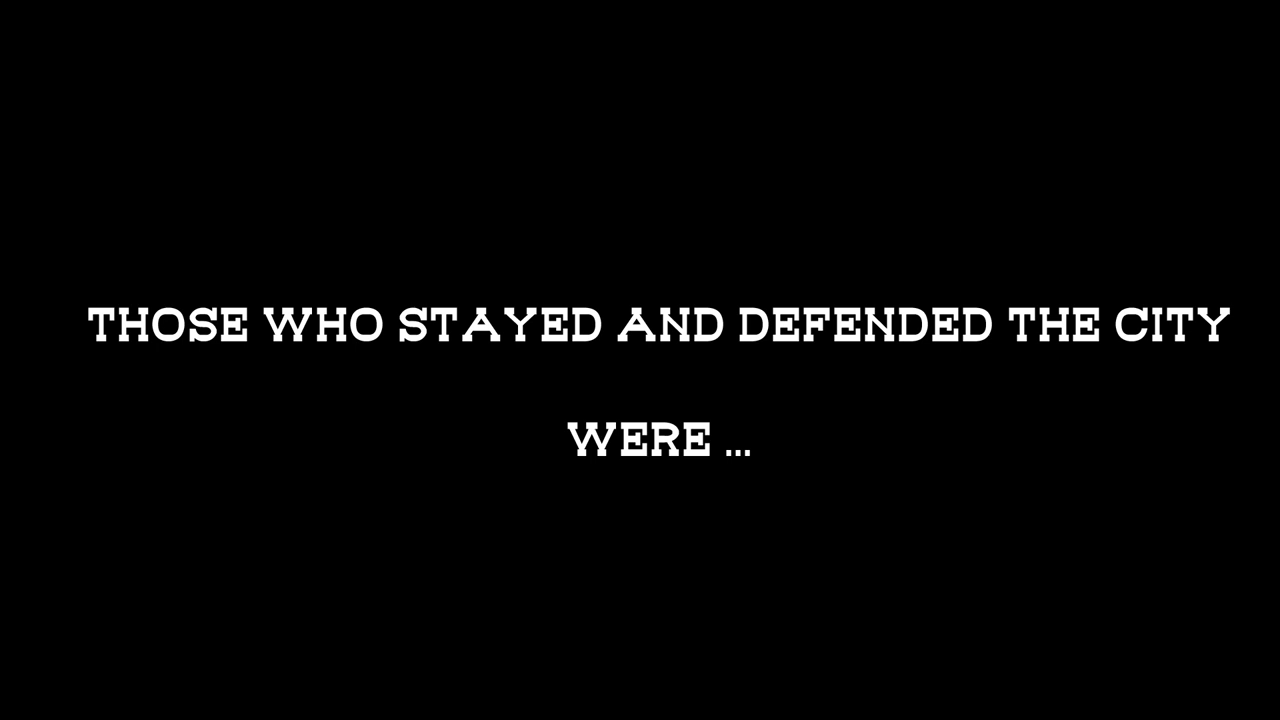 THOSE WHO STAYED AND DEFENDED THE CITY
WERE ...